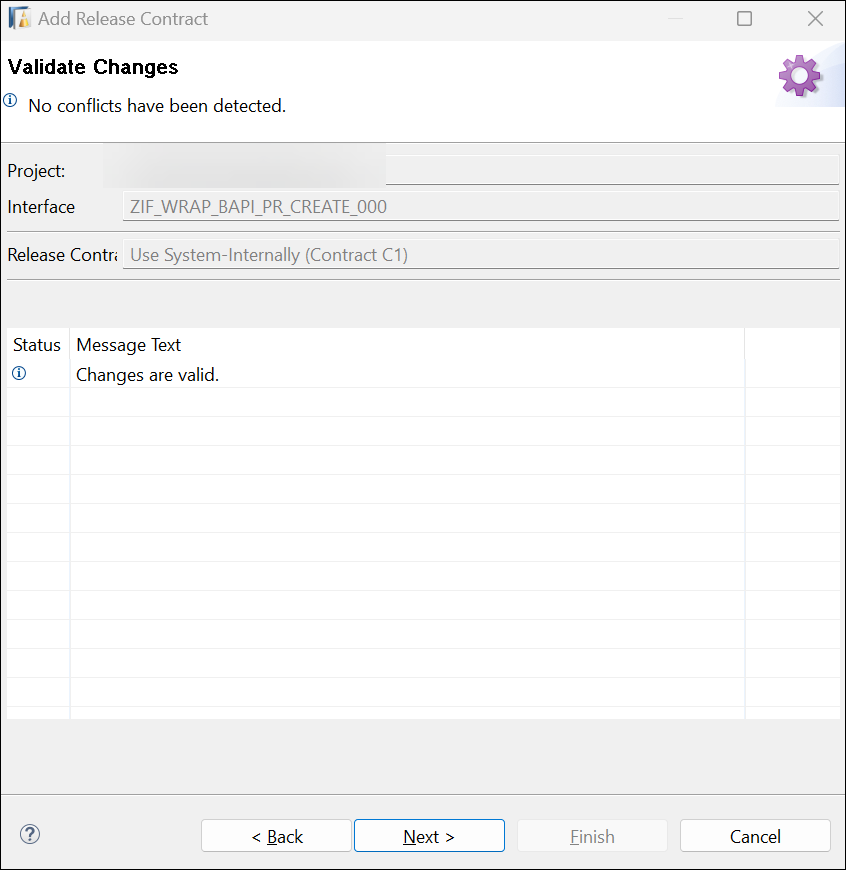 Add Release Contract
Validate Changes
No conflicts have been detected.
Project:
Interface ZIF_WRAP_BAPI_PR_CREATE_000
Release Contra Use System-Internally (Contract C1)
Status Message Text
Changes are valid.
< Back Next > Finish Cancel